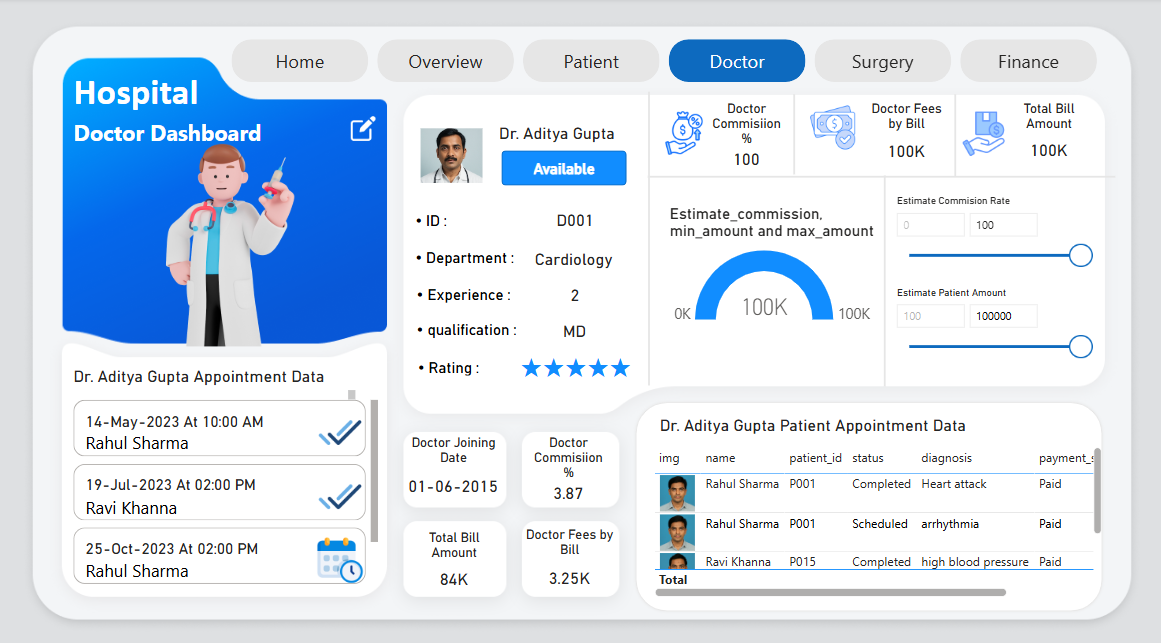 Home
Overview
Patient
Doctor
Surgery
Finance
Hospital
Doctor Dashboard
Dr. Aditya Gupta
Available
• ID :
D001
• Department :
Cardiology
• Experience :
2
• qualification :
MD
• Rating :
Doctor
Commisiion
%
100
Doctor Fees
by Bill
100K
Total Bill
Amount
100K
Estimate_commission,
min_amount and max_amount
0K
100K
100K
Estimate Commision Rate
0
100
Estimate Patient Amount
100
100000
Dr. Aditya Gupta Appointment Data
14-May-2023 At 10:00 AM
Rahul Sharma
19-Jul-2023 At 02:00 PM
Ravi Khanna
25-Oct-2023 At 02:00 PM
Rahul Sharma
Doctor Joining
Date
01-06-2015
Doctor
Commisiion
%
3.87
Total Bill
Amount
84K
Doctor Fees by
Bill
3.25K
Dr. Aditya Gupta Patient Appointment Data
img name patient_id status diagnosis payment_s
Rahul Sharma P001 Completed Heart attack Paid
Rahul Sharma P001 Scheduled arrhythmia Paid
Ravi Khanna P015 Completed high blood pressure Paid
Total